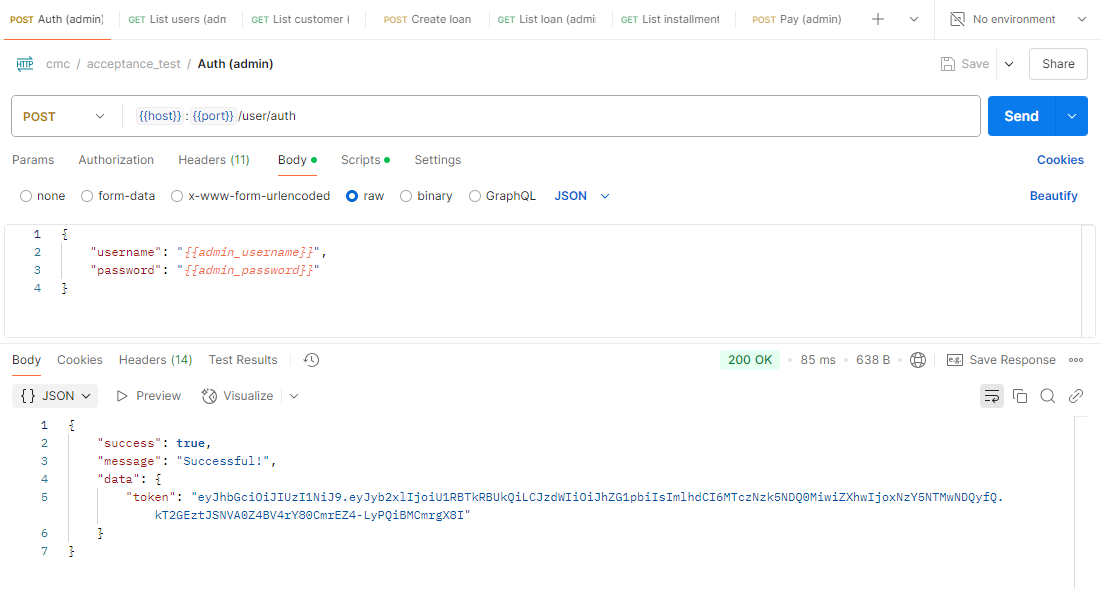 POST Auth (admin) GET List users (adm GET List customer ( POST Create loan GET List loan (admi GET List installment POST Pay (admin) No environment
HTTP cmc / acceptance_test / Auth (admin) Save Share
POST {{host}}:{{port}}/user/auth Send
Params Authorization Headers (11) Body Scripts Settings Cookies
none form-data x-www-form-urlencoded raw binary GraphQL JSON Beautify
1 {
2 "username": "{{admin_username}}",
3 "password": "{{admin_password}}"
4 }
Body Cookies Headers (14) Test Results 200 OK 85 ms 638 B e.g. Save Response
{} JSON Preview Visualize
1 {
2 "success": true,
3 "message": "Successful!",
4 "data": {
5 "token": "eyJhbGciOiJIUzI1NiJ9.eyJyb2xlIjoiU1RBTkRBUkQiLCJzdWIiOiJhZG1pbiIsImlhdCI6MTczNzk5NDQ0MiwiZXhwIjoxNzY5NTMwNDQyfQ.
kT2GEztJSNVA0Z4BV4rY80CmrEZ4-LyPQiBMCmrgX8I"
6 }
7 }